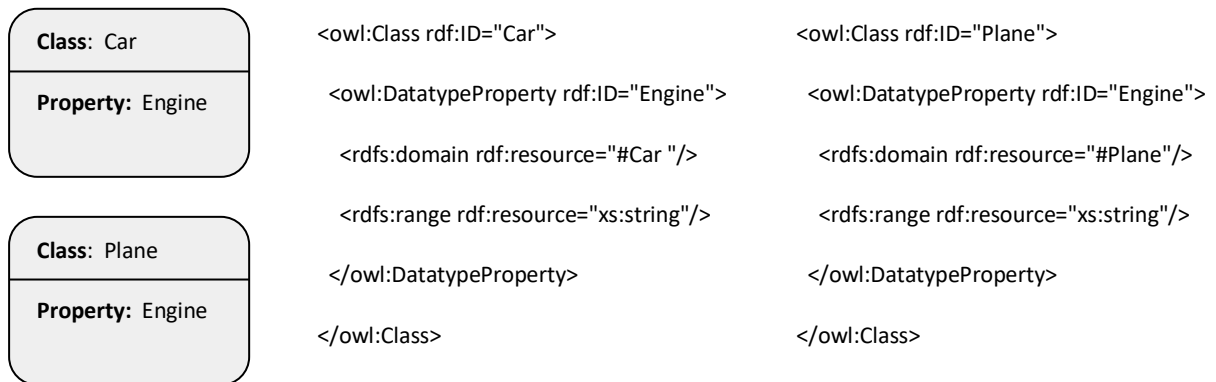 Class: Car
Property: Engine
Class: Plane
Property: Engine
<owl:Class rdf:ID="Car">
<owl:DatatypeProperty rdf:ID="Engine">
<rdfs:domain rdf:resource="#Car "/>
<rdfs:range rdf:resource="xs:string"/>
</owl:DatatypeProperty>
</owl:Class>
<owl:Class rdf:ID="Plane">
<owl:DatatypeProperty rdf:ID="Engine">
<rdfs:domain rdf:resource="#Plane"/>
<rdfs:range rdf:resource="xs:string"/>
</owl:DatatypeProperty>
</owl:Class>